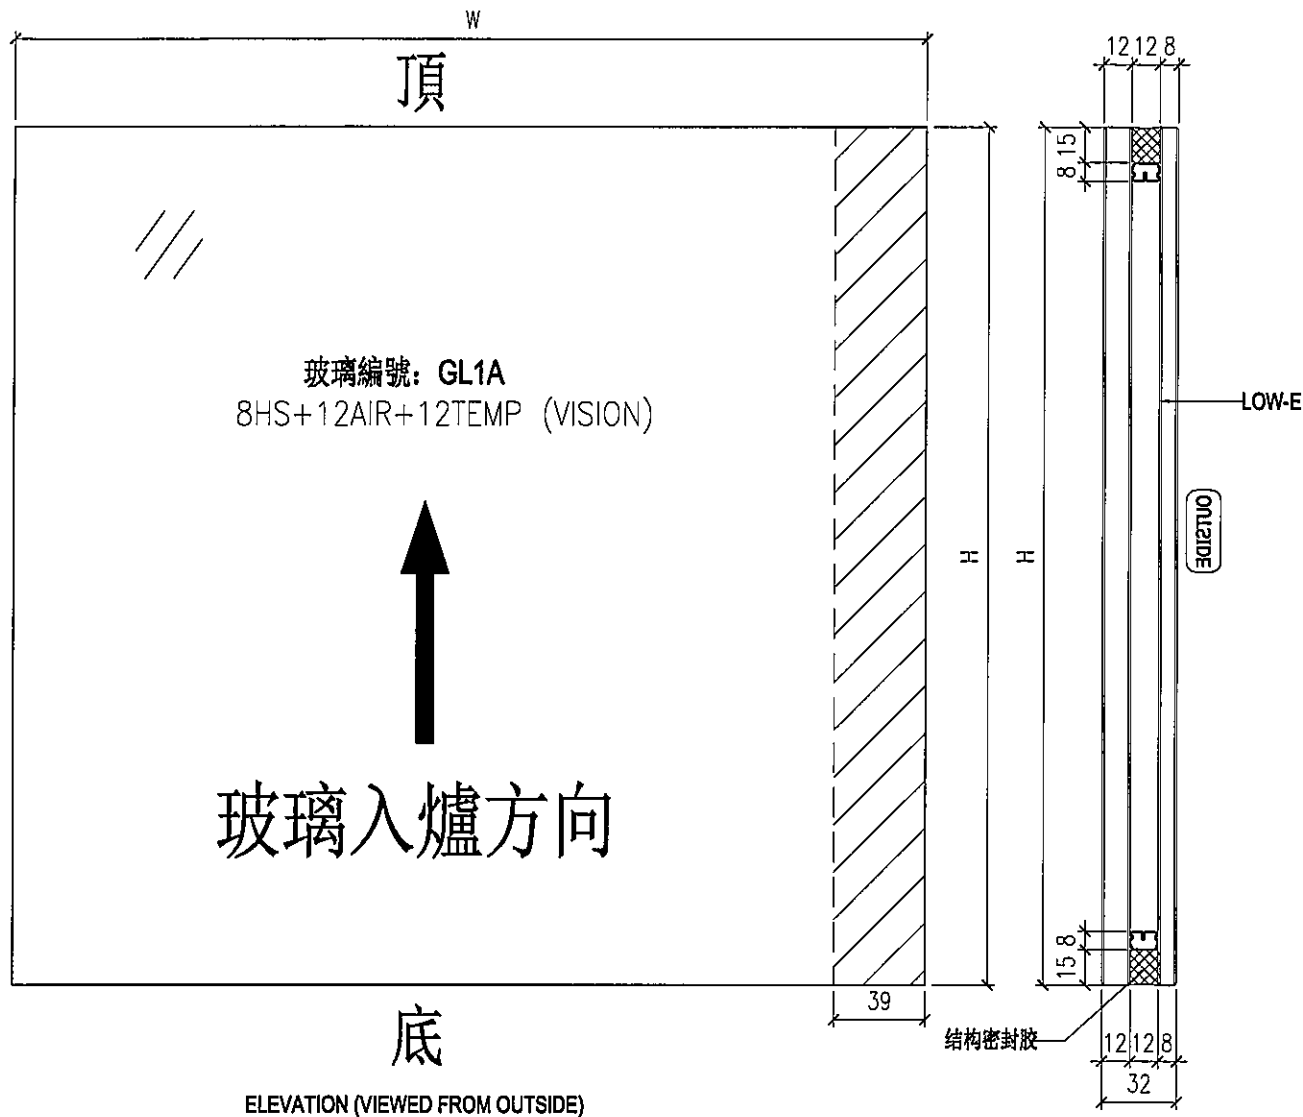 W
頂
12 12 8
15
8
玻璃編號：GL1A
8HS+12AIR+12TEMP (VISION)
LOW-E
OUTSIDE
H
H
玻璃入爐方向
8
15
39
底
结构密封胶
12 12 8
32
ELEVATION (VIEWED FROM OUTSIDE)